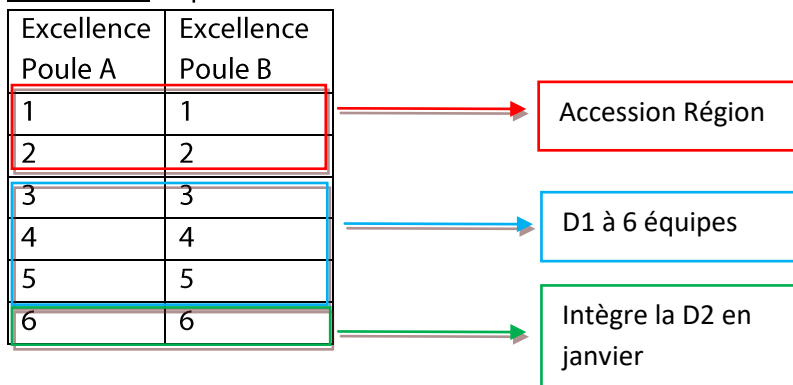 Excellence Excellence
Poule A Poule B
1 1
Accession Région
2 2
3 3
D1 à 6 équipes
4 4
5 5
6 6
Intègre la D2 en
janvier